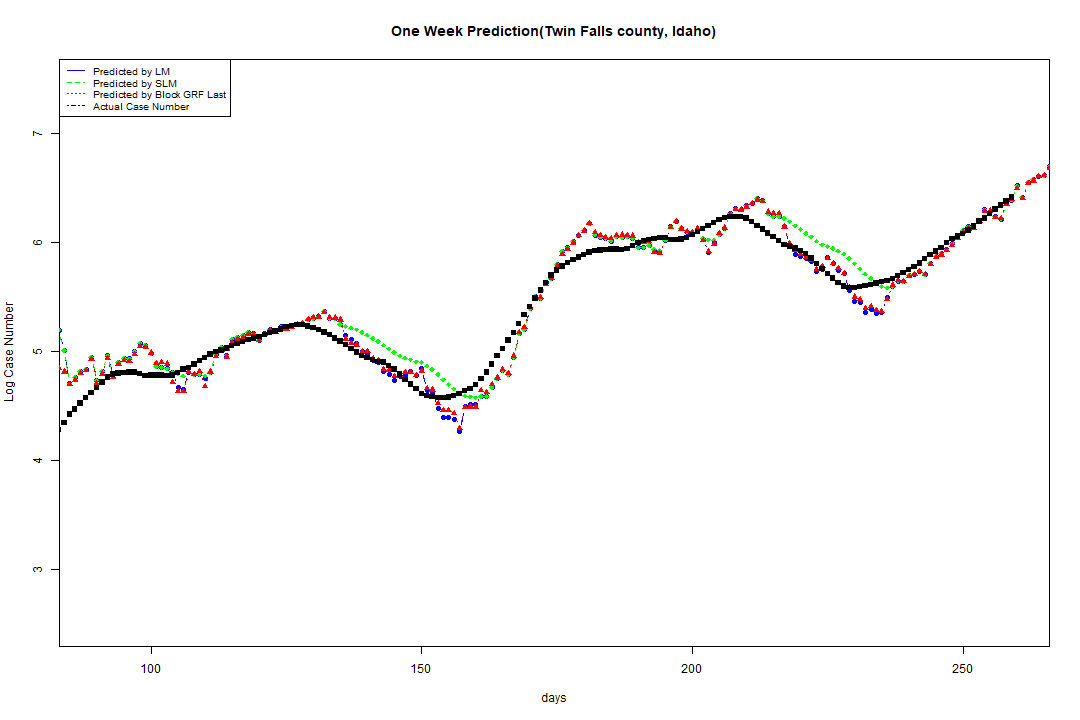 One Week Prediction(Twin Falls county, Idaho)
Predicted by LM
Predicted by SLM
Predicted by Block GRF Last
Actual Case Number
7
6
5
4
3
Log Case Number
100 150 200 250
days